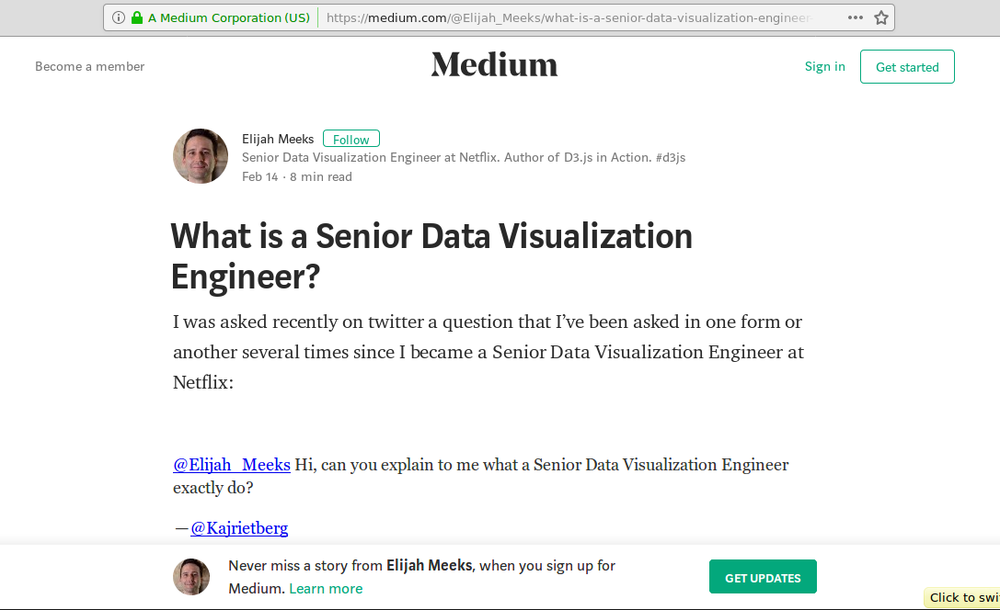 A Medium Corporation (US) https://medium.com/@Elijah_Meeks/what-is-a-senior-data-visualization-engineer-
Become a member Medium Sign in Get started
Elijah Meeks Follow
Senior Data Visualization Engineer at Netflix. Author of D3.js in Action. #d3js
Feb 14 · 8 min read
What is a Senior Data Visualization
Engineer?
I was asked recently on twitter a question that I’ve been asked in one form or
another several times since I became a Senior Data Visualization Engineer at
Netflix:
@Elijah_Meeks Hi, can you explain to me what a Senior Data Visualization Engineer
exactly do?
—@Kajrietberg
Never miss a story from Elijah Meeks, when you sign up for
Medium. Learn more
GET UPDATES
Click to swi